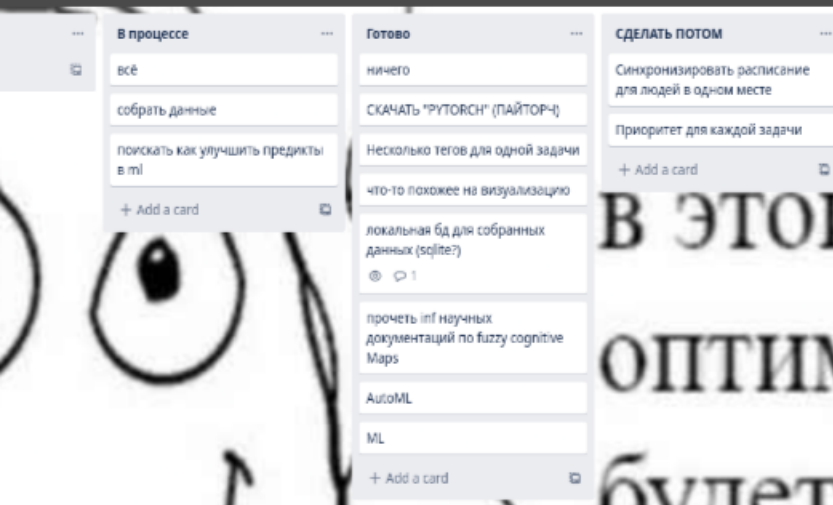 В процессе
всё
собрать данные
поискать как улучшить предикты
в ml
+ Add a card
Готово
ничего
СКАЧАТЬ "PYTORCH" (ПАЙТОРЧ)
Несколько тегов для одной задачи
что-то похожее на визуализацию
локальная бд для собранных
данных (sqlite?)
1
прочеть inf научных
документаций по fuzzy cognitive
Maps
AutoML
ML
+ Add a card
СДЕЛАТЬ ПОТОМ
Синхронизировать расписание
для людей в одном месте
Приоритет для каждой задачи
+ Add a card
в этой
опти
будет